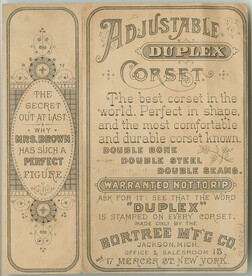 THE
SECRET
OUT AT LAST
WHY
MRS. BROWN
HAS SUCH A
PERFECT
FIGURE
ADJUSTABLE
DUPLEX
CORSET.
The best corset in the
world. Perfect in shape,
and the most comfortable
and durable corset known
DOUBLE BONE
DOUBLE STEEL
DOUBLE SEAMS.
WARRANTED NOT TO RIP
ASK FOR IT: SEE THAT THE WORD
"DUPLEX"
IS STAMPED ON EVERY CORSET.
MADE ONLY BY THE
BORTREE M'F'G CO.
JACKSON, MICH.
OFFICE & SALESROOM 15
17 MERCER ST. NEW YORK.